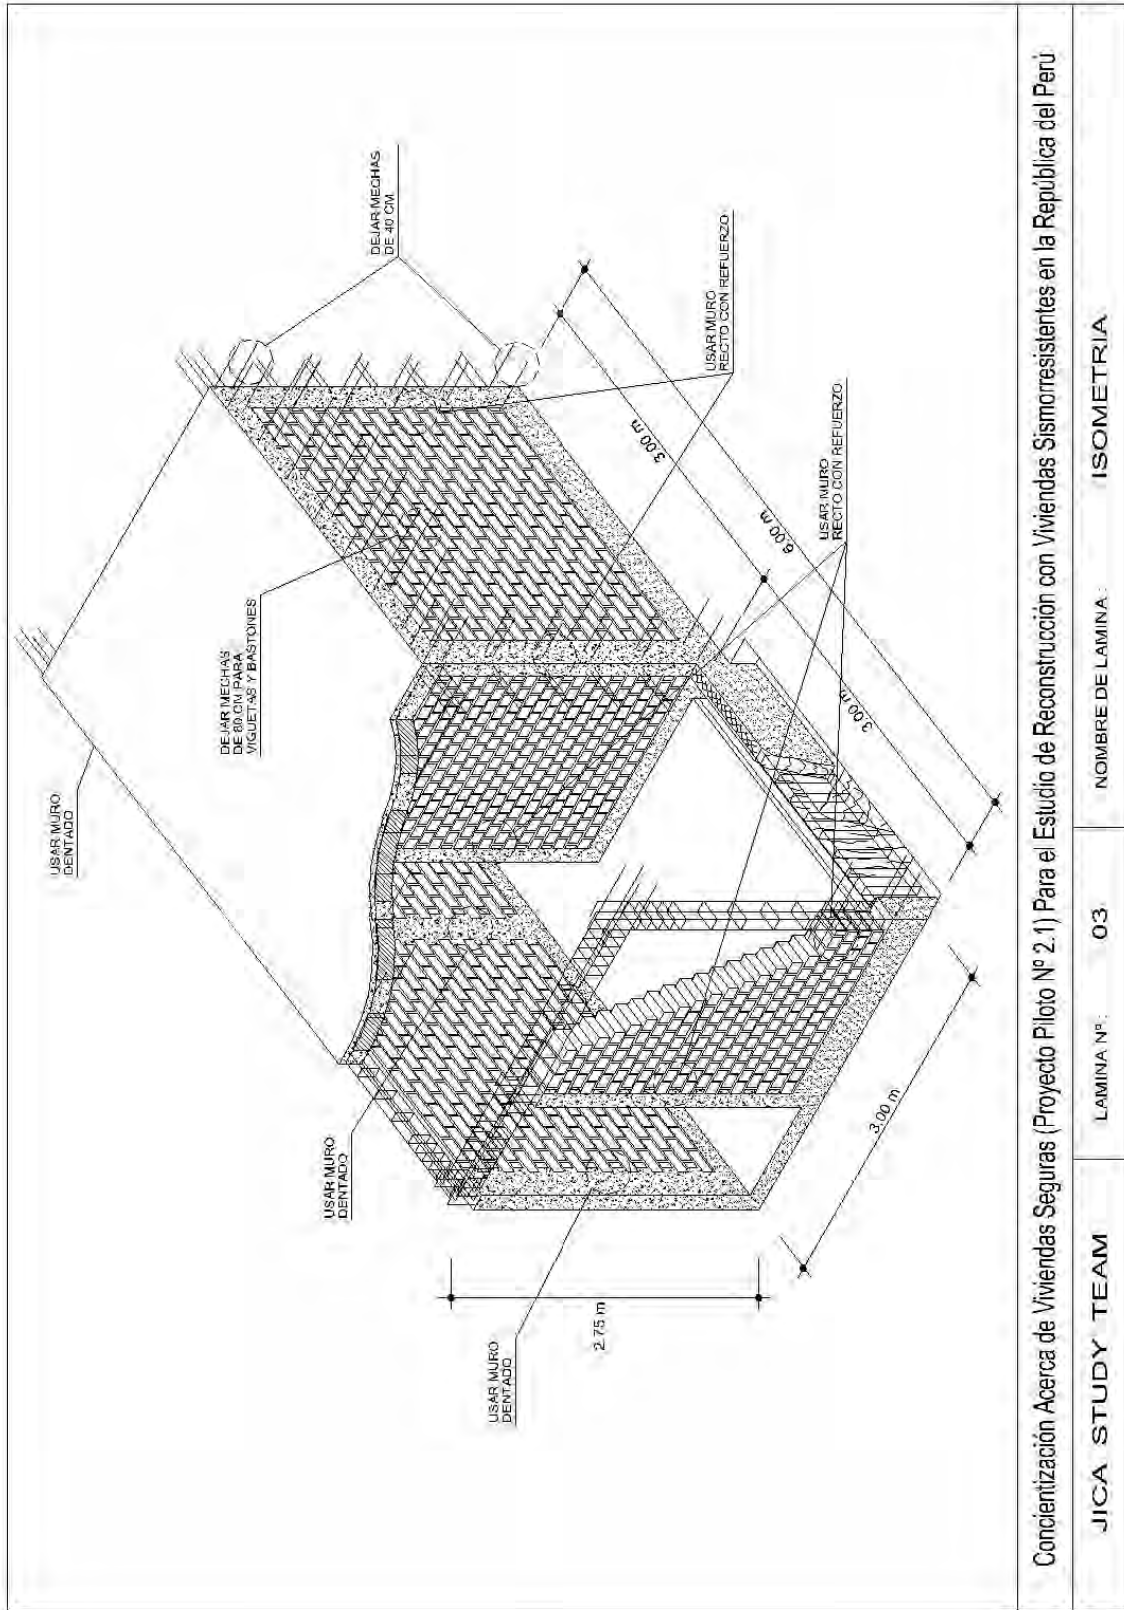 USAR MURO
DENTADO
DEJAR MECHAS
DE 40 CM.
DEJAR MECHAS
DE 80 CM PARA
VIGUETAS Y BASTONES
USAR MURO
DENTADO
USAR MURO
RECTO CON REFUERZO
USAR MURO
RECTO CON REFUERZO
USAR MURO
DENTADO
3.00 m
6.00 m
3.00 m
3.00 m
2.75 m
Concientización Acerca de Viviendas Seguras (Proyecto Piloto Nº 2.1) Para el Estudio de Reconstrucción con Viviendas Sismorresistentes en la República del Perú
JICA STUDY TEAM
LAMINA Nº:
03
NOMBRE DE LAMINA :
ISOMETRIA